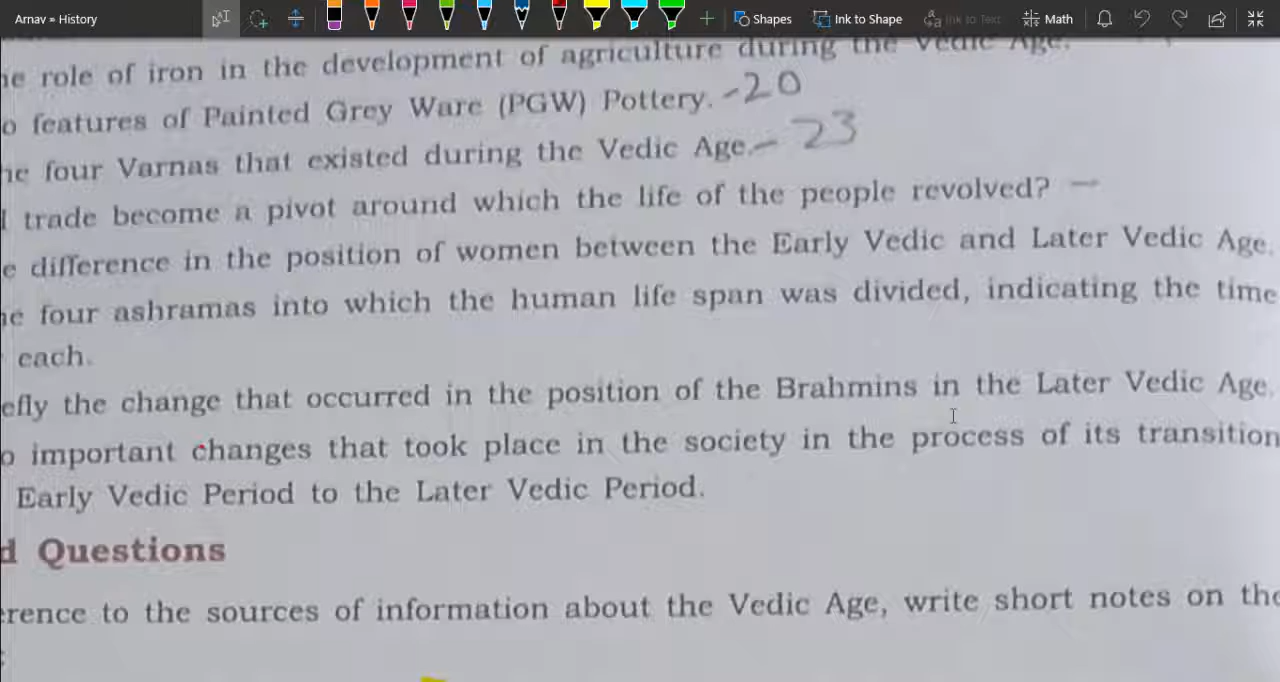 Arnav » History
Shapes
Ink to Shape
Ink to Text
Math
role of iron in the development of agriculture during the Vedic Age.
features of Painted Grey Ware (PGW) Pottery. -20
four Varnas that existed during the Vedic Age. - 23
trade become a pivot around which the life of the people revolved? -
difference in the position of women between the Early Vedic and Later Vedic Age.
four ashramas into which the human life span was divided, indicating the time
each.
the change that occurred in the position of the Brahmins in the Later Vedic Age.
important changes that took place in the society in the process of its transition
Early Vedic Period to the Later Vedic Period.
d Questions
erence to the sources of information about the Vedic Age, write short notes on the